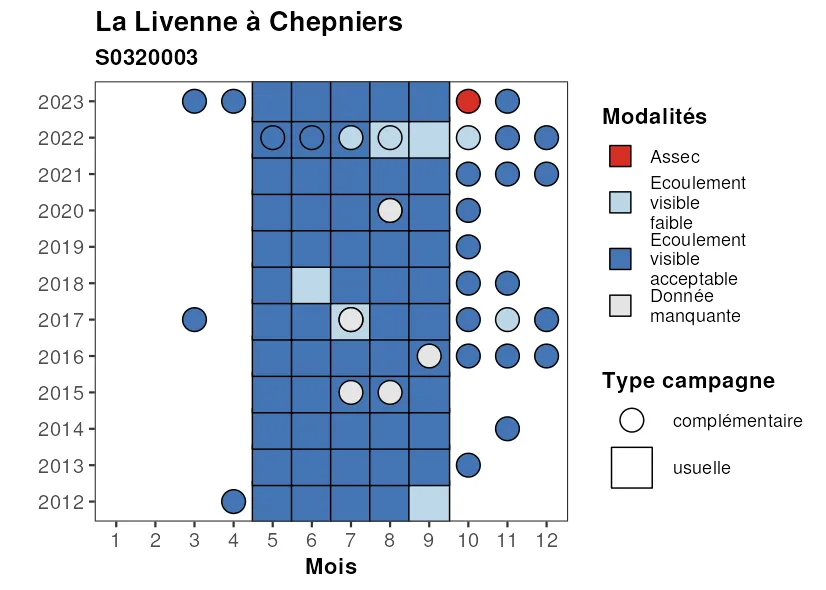 La Livenne à Chepniers
S0320003
2023
2022
2021
2020
2019
2018
2017
2016
2015
2014
2013
2012
1 2 3 4 5 6 7 8 9 10 11 12
Mois
Modalités
Assec
Ecoulement
visible
faible
Ecoulement
visible
acceptable
Donnée
manquante
Type campagne
complémentaire
usuelle